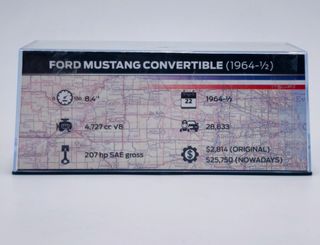 FORD MUSTANG CONVERTIBLE (1964-½)
8.4"
22 1964-½
4,727 cc V8
28,833
207 hp SAE gross
$ $2,814 (ORIGINAL)
$25,750 (NOWADAYS)